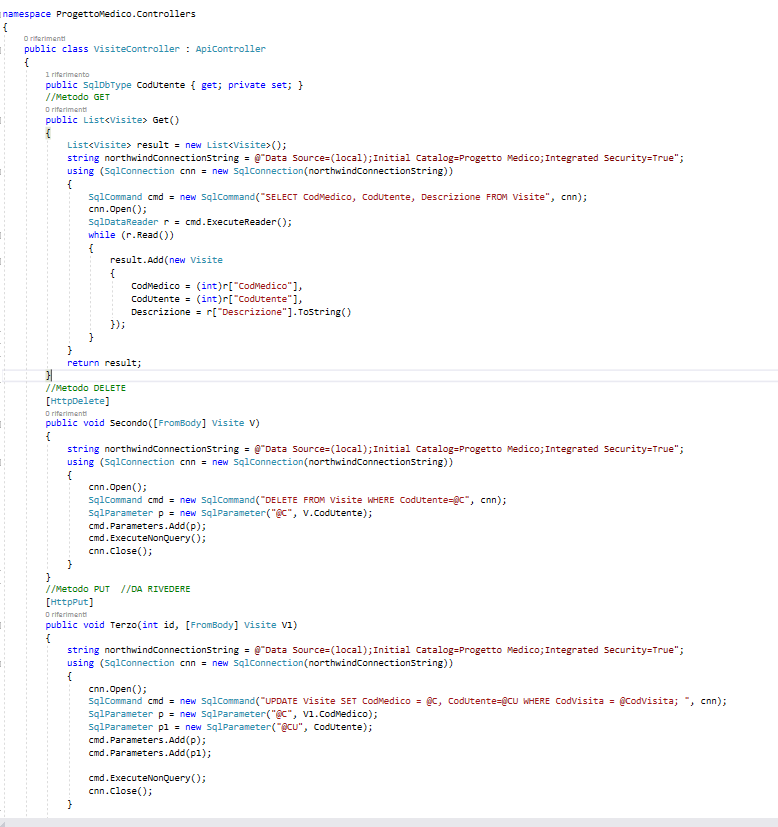 namespace ProgettoMedico.Controllers
{
0 riferimenti
public class VisiteController : ApiController
{
1 riferimento
public SqlDbType CodUtente { get; private set; }
//Metodo GET
0 riferimenti
public List<Visite> Get()
{
List<Visite> result = new List<Visite>();
string northwindConnectionString = @"Data Source=(local);Initial Catalog=Progetto Medico;Integrated Security=True";
using (SqlConnection cnn = new SqlConnection(northwindConnectionString))
{
SqlCommand cmd = new SqlCommand("SELECT CodMedico, CodUtente, Descrizione FROM Visite", cnn);
cnn.Open();
SqlDataReader r = cmd.ExecuteReader();
while (r.Read())
{
result.Add(new Visite
{
CodMedico = (int)r["CodMedico"],
CodUtente = (int)r["CodUtente"],
Descrizione = r["Descrizione"].ToString()
});
}
}
return result;
}
//Metodo DELETE
[HttpDelete]
0 riferimenti
public void Secondo([FromBody] Visite V)
{
string northwindConnectionString = @"Data Source=(local);Initial Catalog=Progetto Medico;Integrated Security=True";
using (SqlConnection cnn = new SqlConnection(northwindConnectionString))
{
cnn.Open();
SqlCommand cmd = new SqlCommand("DELETE FROM Visite WHERE CodUtente=@C", cnn);
SqlParameter p = new SqlParameter("@C", V.CodUtente);
cmd.Parameters.Add(p);
cmd.ExecuteNonQuery();
cnn.Close();
}
}
//Metodo PUT  //DA RIVEDERE
[HttpPut]
0 riferimenti
public void Terzo(int id, [FromBody] Visite V1)
{
string northwindConnectionString = @"Data Source=(local);Initial Catalog=Progetto Medico;Integrated Security=True";
using (SqlConnection cnn = new SqlConnection(northwindConnectionString))
{
cnn.Open();
SqlCommand cmd = new SqlCommand("UPDATE Visite SET CodMedico = @C, CodUtente=@CU WHERE CodVisita = @CodVisita; ", cnn);
SqlParameter p = new SqlParameter("@C", V1.CodMedico);
SqlParameter p1 = new SqlParameter("@CU", CodUtente);
cmd.Parameters.Add(p);
cmd.Parameters.Add(p1);
cmd.ExecuteNonQuery();
cnn.Close();
}